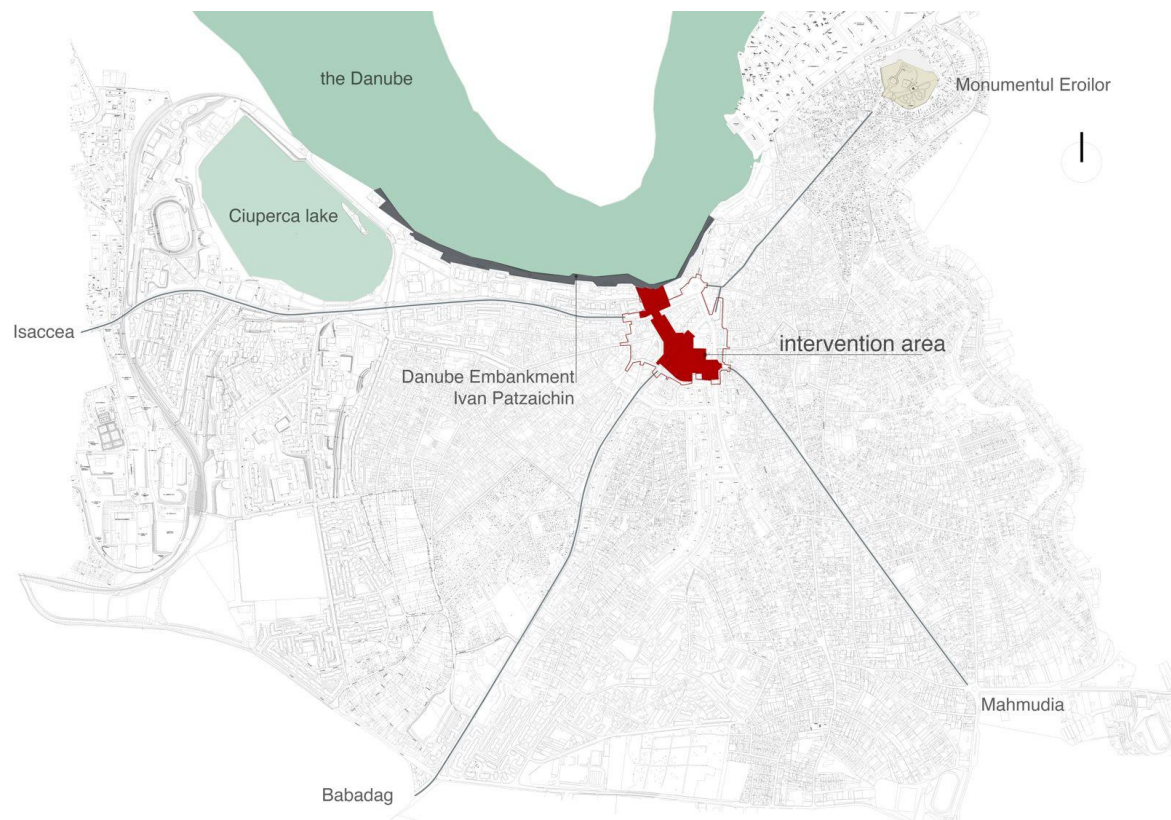 the Danube
Monumentul Eroilor
Ciuperca lake
Isaccea
intervention area
Danube Embankment
Ivan Patzaichin
Mahmudia
Babadag